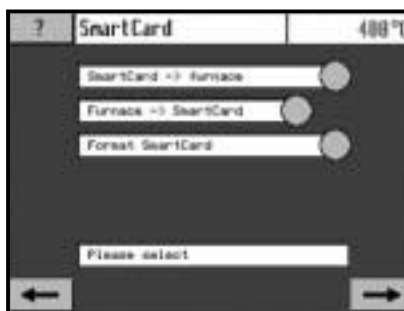 ? SmartCard 400 °C
SmartCard -> furnace
Furnace -> SmartCard
Format SmartCard
Please select